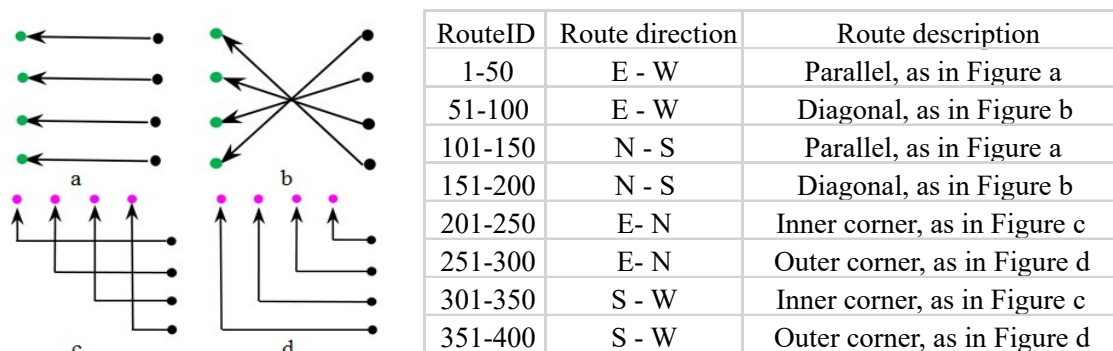 a
b
c
d
RouteID Route direction Route description
1-50 E - W Parallel, as in Figure a
51-100 E - W Diagonal, as in Figure b
101-150 N - S Parallel, as in Figure a
151-200 N - S Diagonal, as in Figure b
201-250 E- N Inner corner, as in Figure c
251-300 E- N Outer corner, as in Figure d
301-350 S - W Inner corner, as in Figure c
351-400 S - W Outer corner, as in Figure d